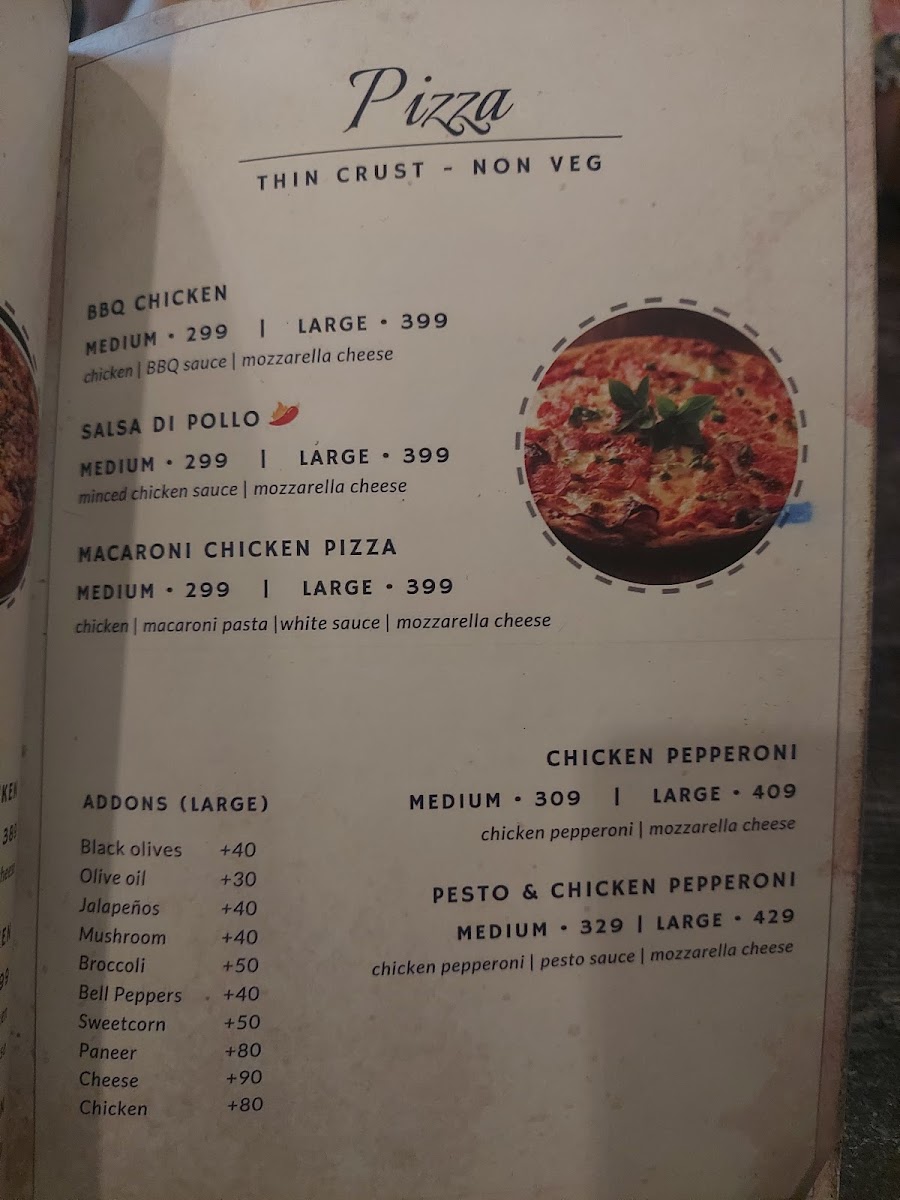 Pizza
THIN CRUST - NON VEG
BBQ CHICKEN
MEDIUM • 299 | LARGE • 399
chicken | BBQ sauce | mozzarella cheese
SALSA DI POLLO 🌶️
MEDIUM • 299 | LARGE • 399
minced chicken sauce | mozzarella cheese
MACARONI CHICKEN PIZZA
MEDIUM • 299 | LARGE • 399
chicken | macaroni pasta |white sauce | mozzarella cheese
CHICKEN PEPPERONI
MEDIUM • 309 | LARGE • 409
chicken pepperoni | mozzarella cheese
PESTO & CHICKEN PEPPERONI
MEDIUM • 329 | LARGE • 429
chicken pepperoni | pesto sauce | mozzarella cheese
ADDONS (LARGE)
Black olives +40
Olive oil +30
Jalapeños +40
Mushroom +40
Broccoli +50
Bell Peppers +40
Sweetcorn +50
Paneer +80
Cheese +90
Chicken +80